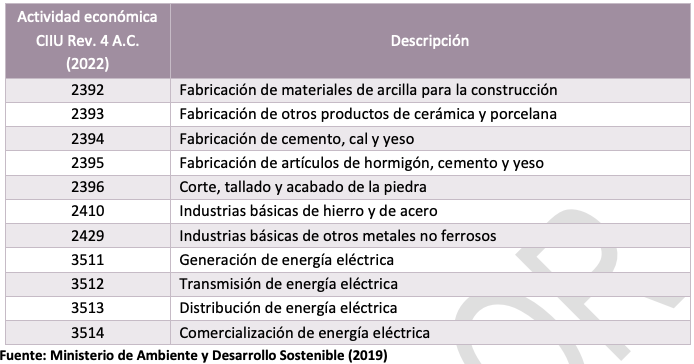 Actividad económica
CIIU Rev. 4 A.C.
(2022)
Descripción
2392 Fabricación de materiales de arcilla para la construcción
2393 Fabricación de otros productos de cerámica y porcelana
2394 Fabricación de cemento, cal y yeso
2395 Fabricación de artículos de hormigón, cemento y yeso
2396 Corte, tallado y acabado de la piedra
2410 Industrias básicas de hierro y de acero
2429 Industrias básicas de otros metales no ferrosos
3511 Generación de energía eléctrica
3512 Transmisión de energía eléctrica
3513 Distribución de energía eléctrica
3514 Comercialización de energía eléctrica
Fuente: Ministerio de Ambiente y Desarrollo Sostenible (2019)